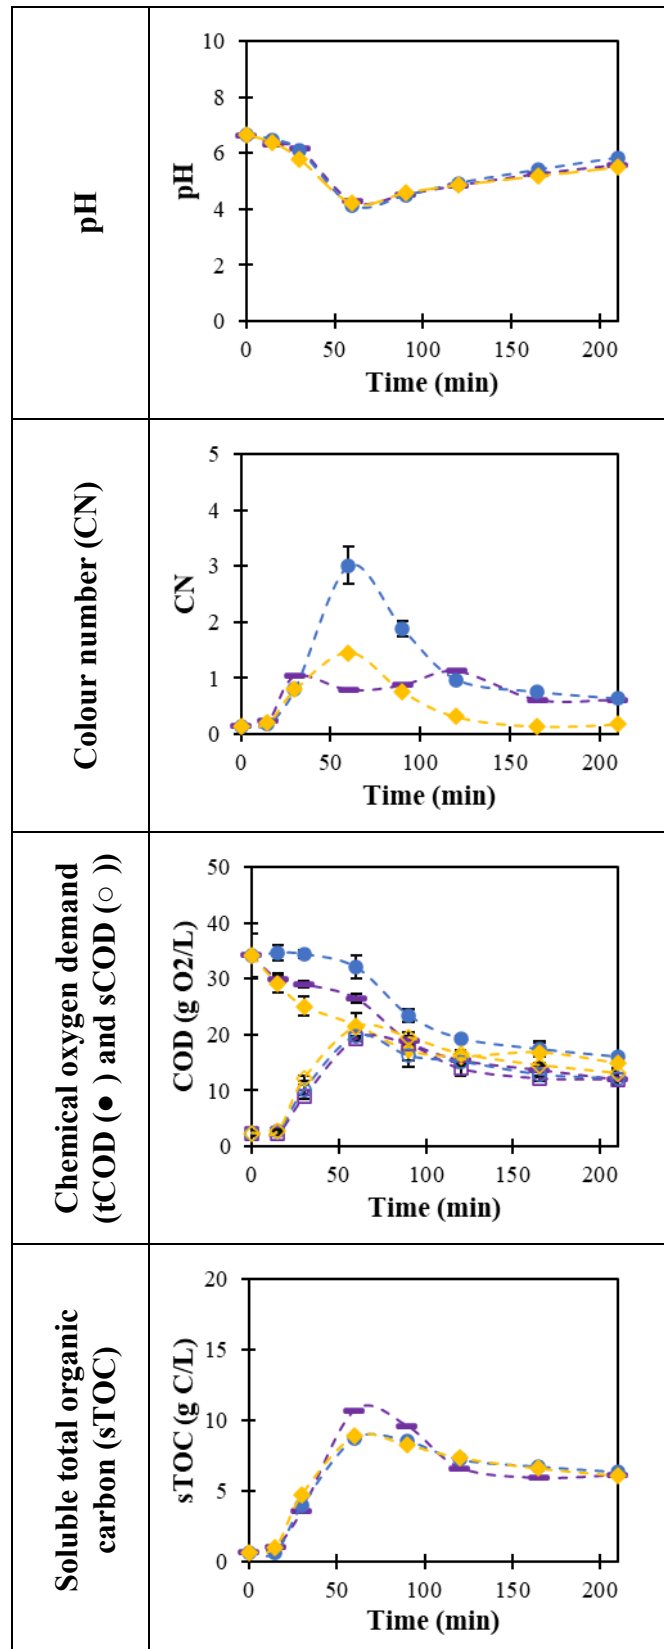 pH
10
8
6
4
2
0
pH
0 50 100 150 200
Time (min)
Colour number (CN)
5
4
3
2
1
0
CN
0 50 100 150 200
Time (min)
Chemical oxygen demand
(tCOD (●) and sCOD (○))
50
40
30
20
10
0
COD (g O2/L)
0 50 100 150 200
Time (min)
Soluble total organic
carbon (sTOC)
20
15
10
5
0
sTOC (g C/L)
0 50 100 150 200
Time (min)